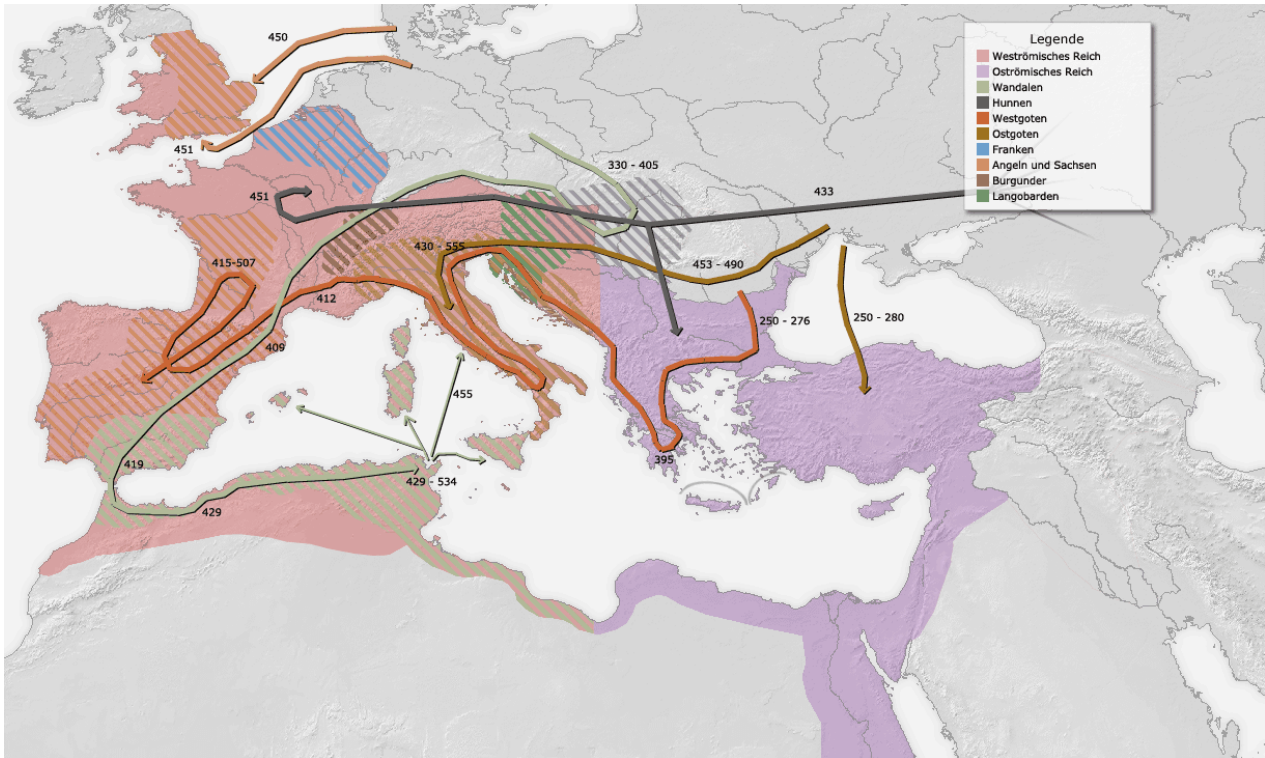 Legende
Weströmisches Reich
Oströmisches Reich
Wandalen
Hunnen
Westgoten
Ostgoten
Franken
Angeln und Sachsen
Burgunder
Langobarden
450
451
330 - 405
433
451
430 - 555
453 - 490
415-507
412
250 - 276
250 - 280
409
455
395
419
429 - 534
429